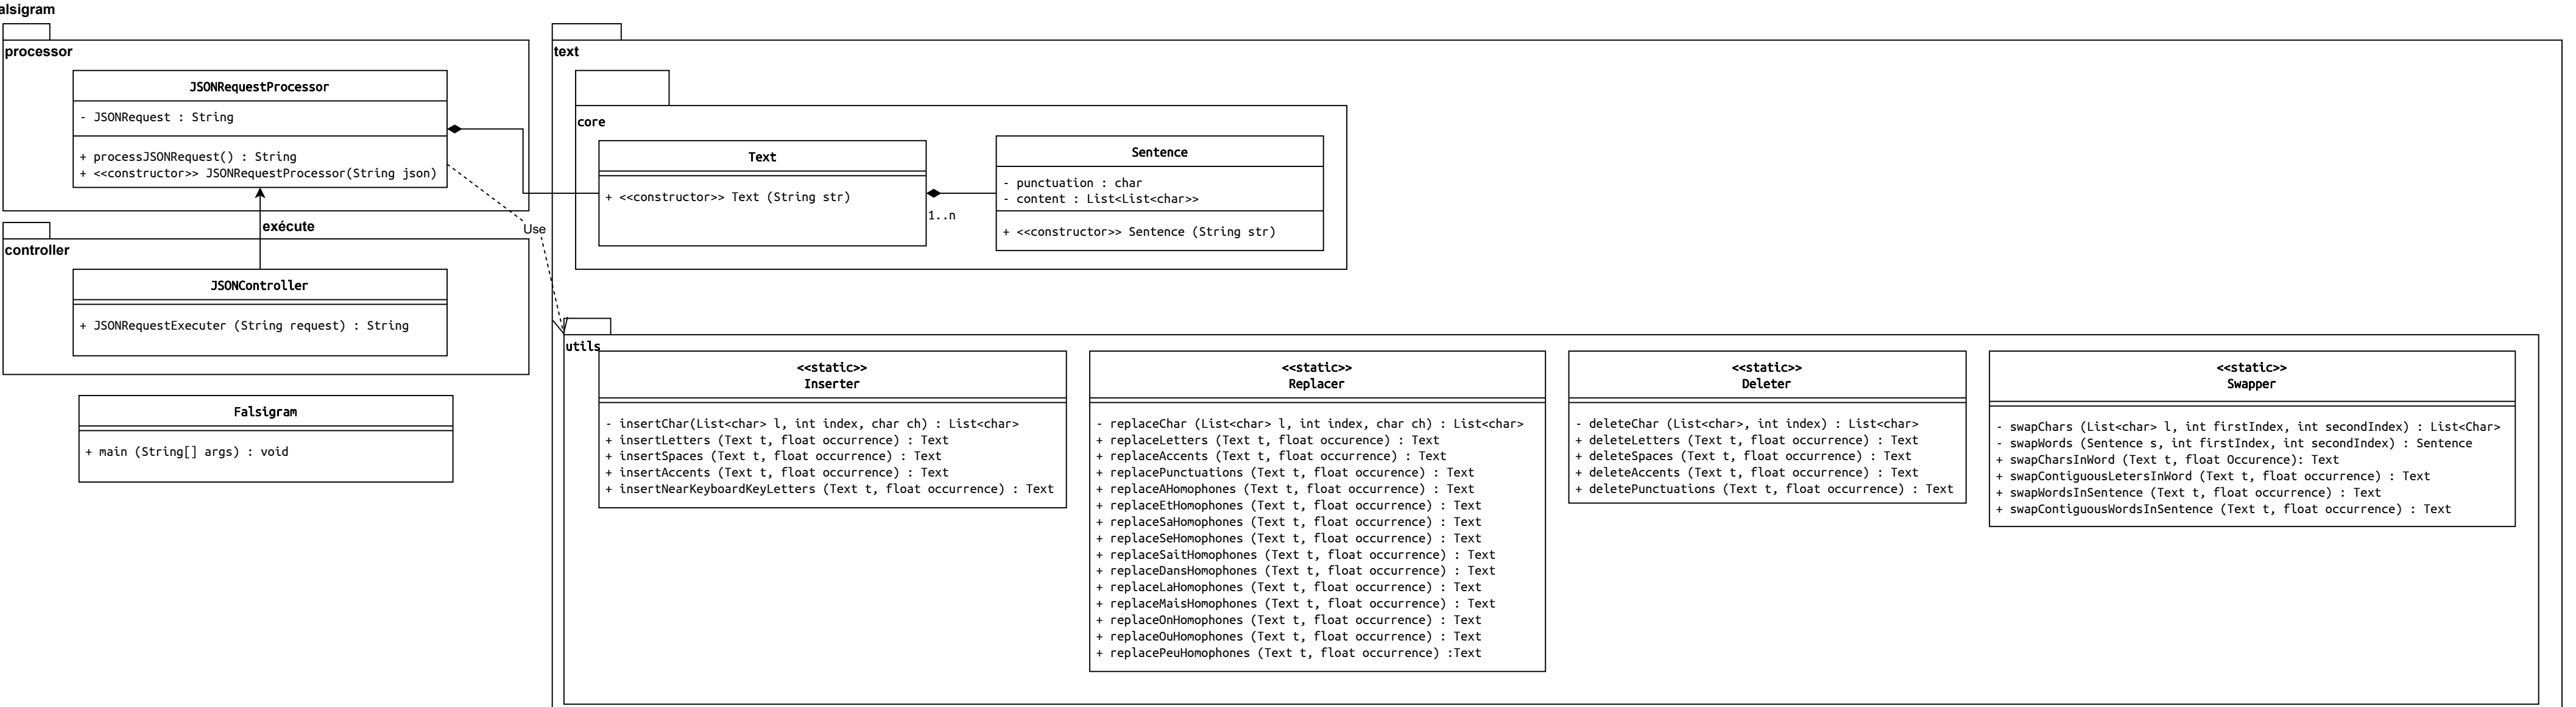 alsigram
processor
JSONRequestProcessor
- JSONRequest : String
+ processJSONRequest() : String
+ <<constructor>> JSONRequestProcessor(String json)
exécute
controller
JSONController
+ JSONRequestExecuter (String request) : String
Falsigram
+ main (String[] args) : void
Use
text
core
Text
+ <<constructor>> Text (String str)
1..n
Sentence
- punctuation : char
- content : List<List<char>>
+ <<constructor>> Sentence (String str)
utils
<<static>>
Inserter
- insertChar(List<char> l, int index, char ch) : List<char>
+ insertLetters (Text t, float occurrence) : Text
+ insertSpaces (Text t, float occurrence) : Text
+ insertAccents (Text t, float occurrence) : Text
+ insertNearKeyboardKeyLetters (Text t, float occurrence) : Text
<<static>>
Replacer
- replaceChar (List<char> l, int index, char ch) : List<char>
+ replaceLetters (Text t, float occurence) : Text
+ replaceAccents (Text t, float occurrence) : Text
+ replacePunctuations (Text t, float occurrence) : Text
+ replaceAHomophones (Text t, float occurrence) : Text
+ replaceEtHomophones (Text t, float occurrence) : Text
+ replaceSaHomophones (Text t, float occurrence) : Text
+ replaceSeHomophones (Text t, float occurrence) : Text
+ replaceSaitHomophones (Text t, float occurrence) : Text
+ replaceDansHomophones (Text t, float occurrence) : Text
+ replaceLaHomophones (Text t, float occurrence) : Text
+ replaceMaisHomophones (Text t, float occurrence) : Text
+ replaceOnHomophones (Text t, float occurrence) : Text
+ replaceOuHomophones (Text t, float occurrence) : Text
+ replacePeuHomophones (Text t, float occurrence) :Text
<<static>>
Deleter
- deleteChar (List<char>, int index) : List<char>
+ deleteLetters (Text t, float occurrence) : Text
+ deleteSpaces (Text t, float occurrence) : Text
+ deleteAccents (Text t, float occurrence) : Text
+ deletePunctuations (Text t, float occurrence) : Text
<<static>>
Swapper
- swapChars (List<char> l, int firstIndex, int secondIndex) : List<Char>
- swapWords (Sentence s, int firstIndex, int secondIndex) : Sentence
+ swapCharsInWord (Text t, float Occurence): Text
+ swapContiguousLetersInWord (Text t, float occurrence) : Text
+ swapWordsInSentence (Text t, float occurrence) : Text
+ swapContiguousWordsInSentence (Text t, float occurrence) : Text